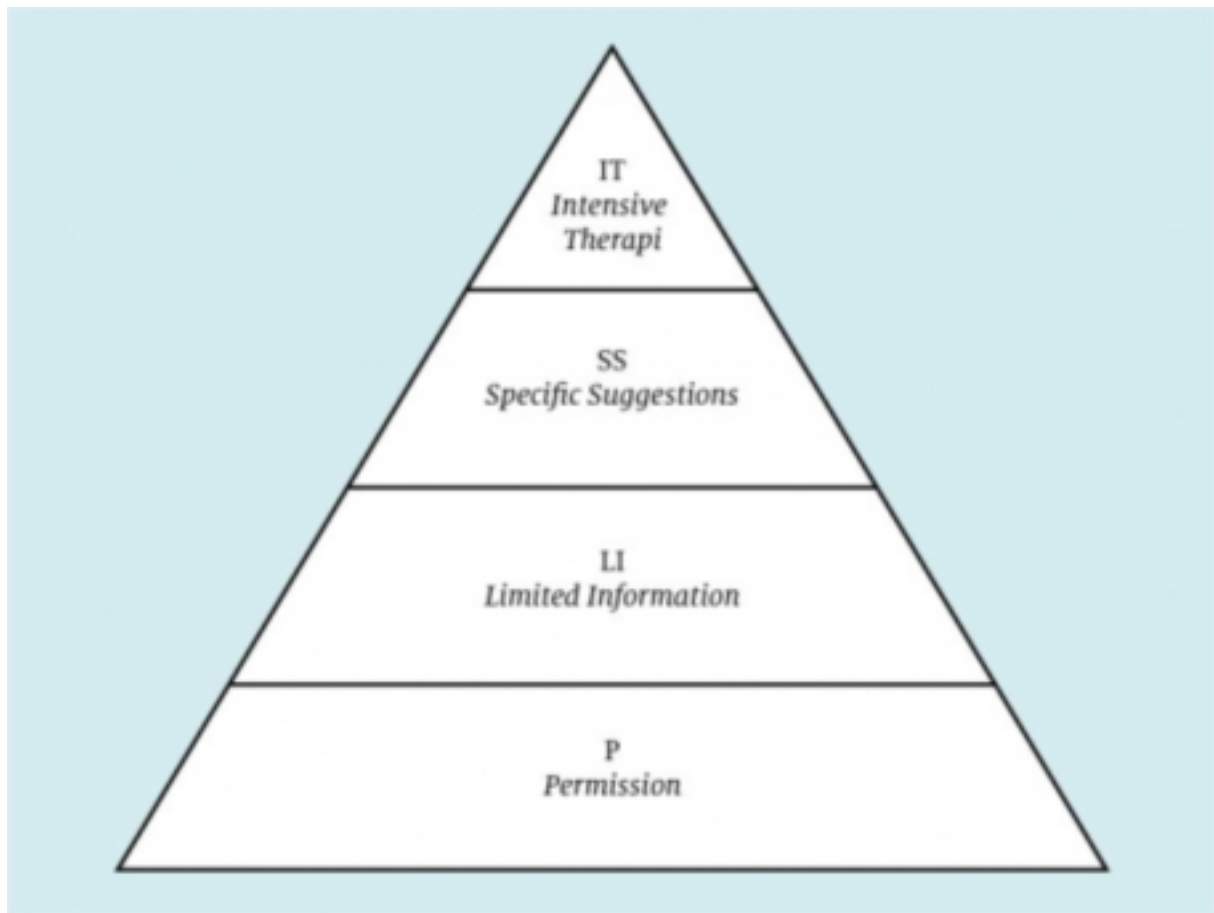 IT
Intensive
Therapi
SS
Specific Suggestions
LI
Limited Information
P
Permission